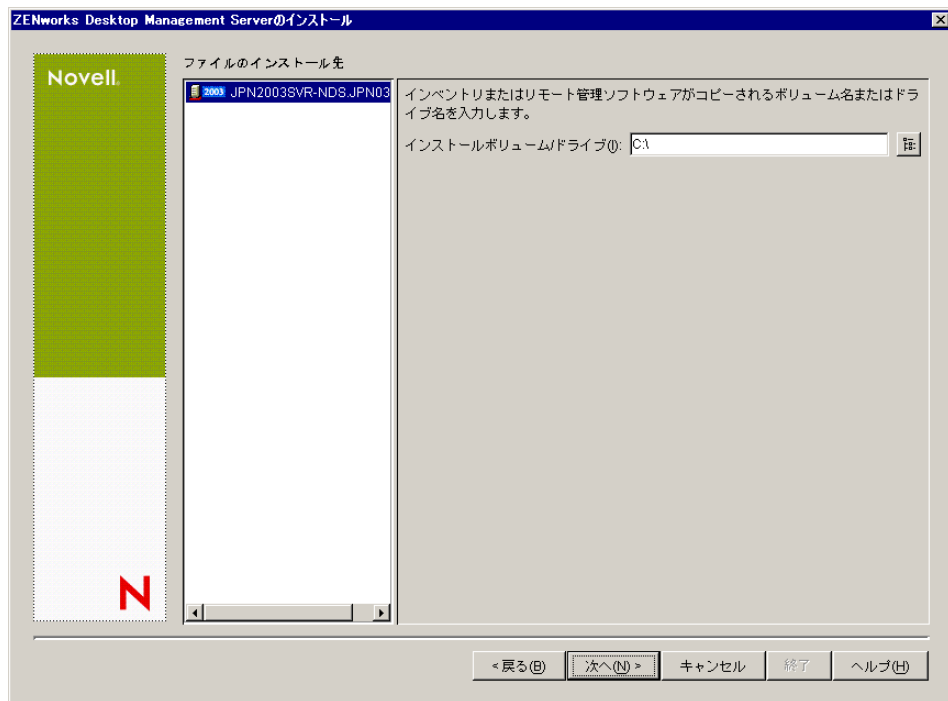 ZENworks Desktop Management Serverのインストール
Novell.
ファイルのインストール先
2003 JPN2003SVR-NDS.JPN03
インベントリまたはリモート管理ソフトウェアがコピーされるボリューム名またはドラ
イブ名を入力します。
インストールボリューム/ドライブ(I): C:\
N
<戻る(B)
次へ(N) >
キャンセル
終了
ヘルプ(H)